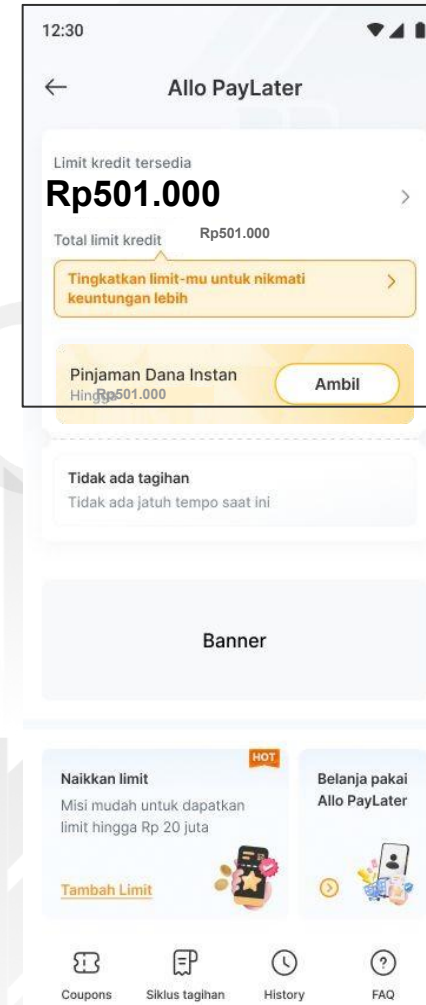 12:30
Allo PayLater
Limit kredit tersedia
Rp501.000
Total limit kredit Rp501.000
Tingkatkan limit-mu untuk nikmati
keuntungan lebih
Pinjaman Dana Instan
Ambil
Hingga Rp501.000
Tidak ada tagihan
Tidak ada jatuh tempo saat ini
Banner
HOT
Naikkan limit
Misi mudah untuk dapatkan
limit hingga Rp 20 juta
Tambah Limit
Belanja pakai
Allo PayLater
Coupons
Siklus tagihan
History
FAQ